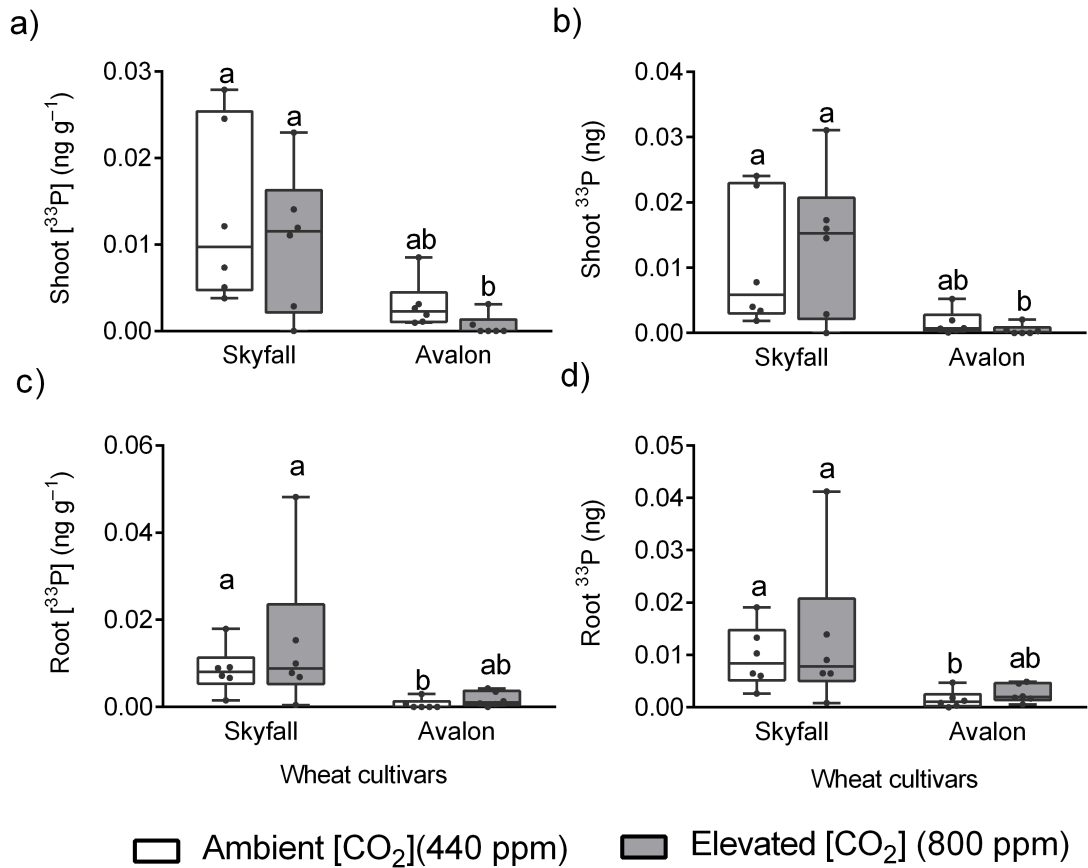 a)
Shoot [³³P] (ng g⁻¹)
0.03
0.02
0.01
0.00
a
a
ab
b
Skyfall
Avalon
b)
Shoot ³³P (ng)
0.04
0.03
0.02
0.01
0.00
a
a
ab
b
Skyfall
Avalon
c)
Root [³³P] (ng g⁻¹)
0.06
0.04
0.02
0.00
a
a
b
ab
Skyfall
Avalon
Wheat cultivars
d)
Root ³³P (ng)
0.05
0.04
0.03
0.02
0.01
0.00
a
a
b
ab
Skyfall
Avalon
Wheat cultivars
Ambient [CO₂](440 ppm)
Elevated [CO₂] (800 ppm)